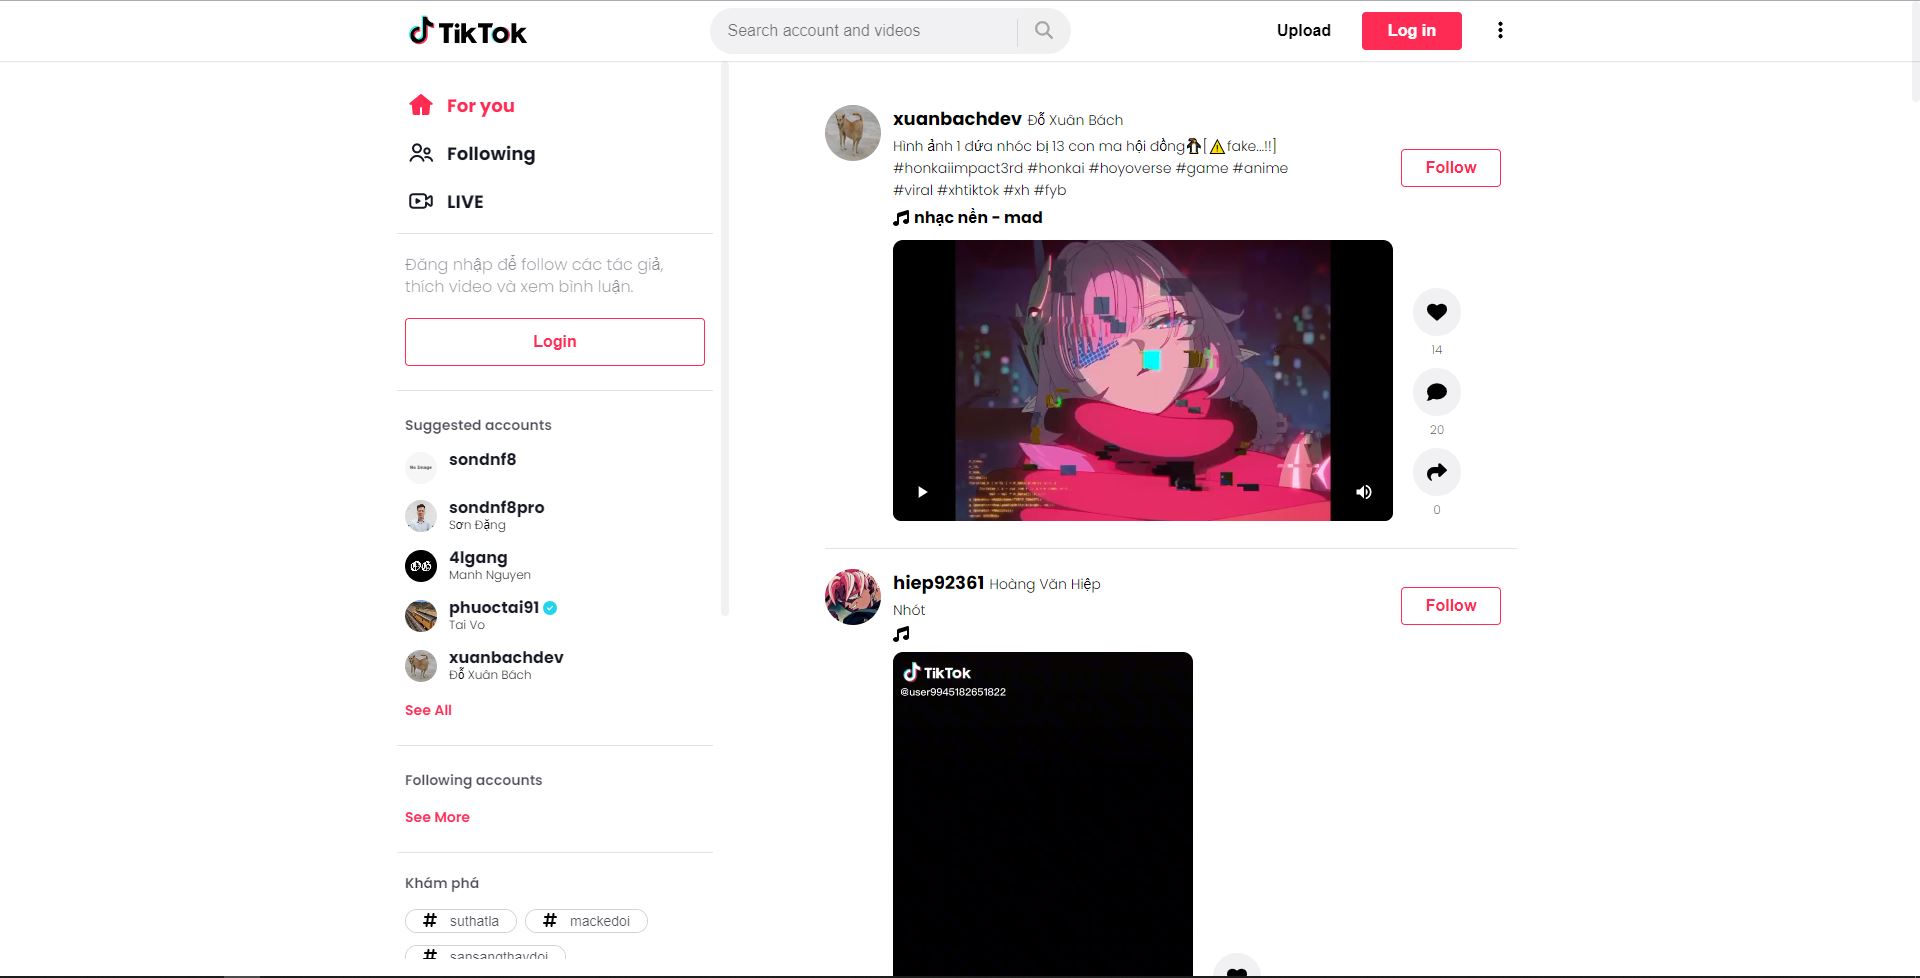 TikTok
Search account and videos
Upload
Log in
For you
Following
LIVE
Đăng nhập để follow các tác giả,
thích video và xem bình luận.
Login
Suggested accounts
No Image
sondnf8
sondnf8pro
Sơn Đặng
4lgang
Manh Nguyen
phuoctai91
Tai Vo
xuanbachdev
Đỗ Xuân Bách
See All
Following accounts
See More
Khám phá
# suthatla
# mackedoi
# sansangthaydoi
xuanbachdev Đỗ Xuân Bách
Hình ảnh 1 đứa nhóc bị 13 con ma hội đồng[⚠fake...!!]
#honkaiimpact3rd #honkai #hoyoverse #game #anime
#viral #xhtiktok #xh #fyb
nhạc nền - mad
Follow
14
20
0
hiep92361 Hoàng Văn Hiệp
Nhót
Follow
TikTok
@user9945182651822